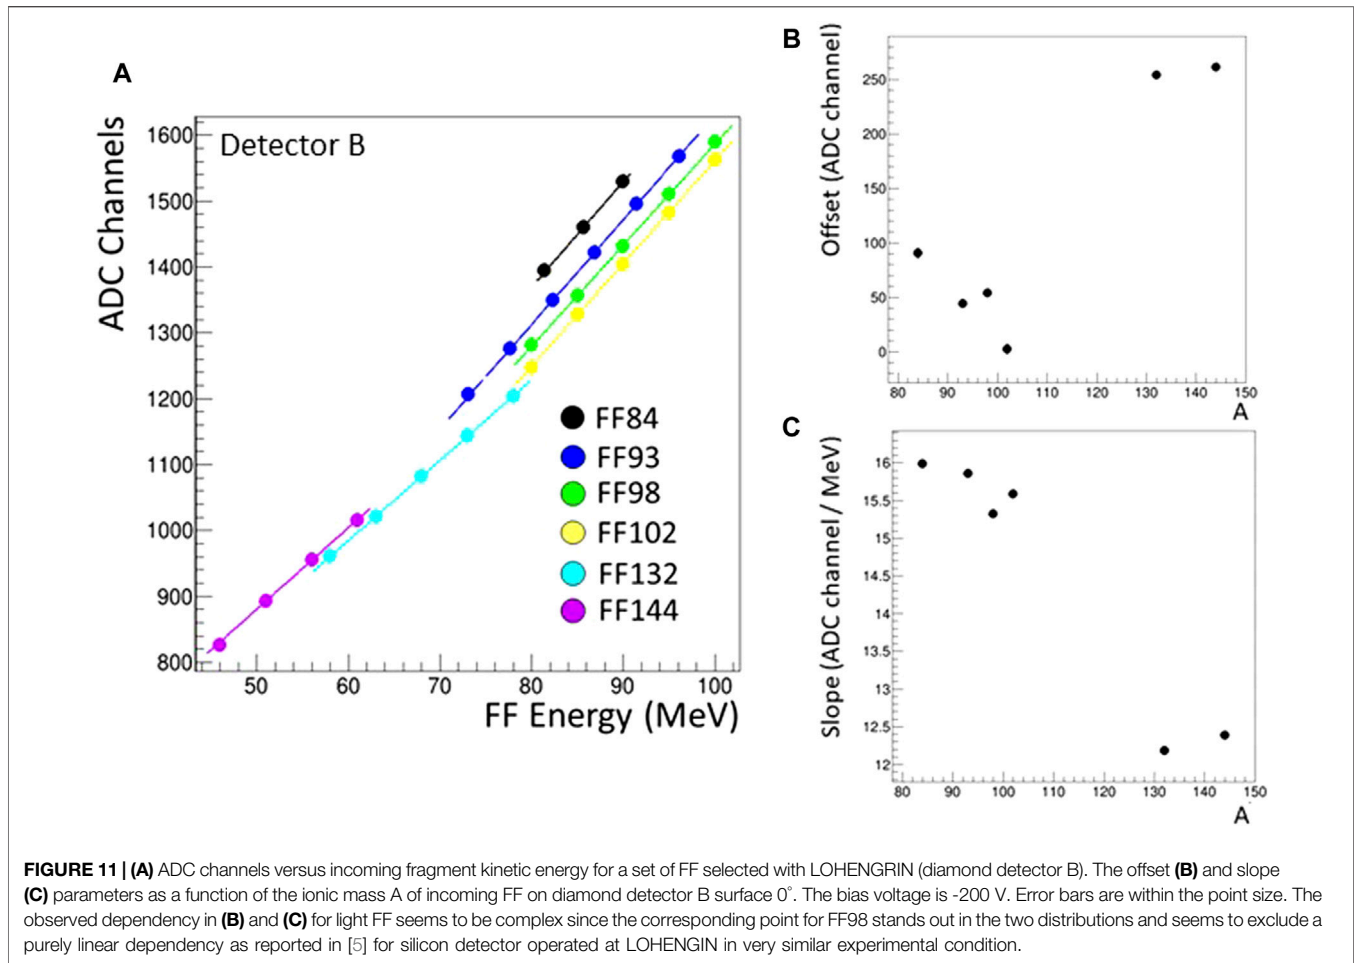 A
ADC Channels
Detector B
1600
1500
1400
1300
1200
1100
1000
900
800
50 60 70 80 90 100
FF Energy (MeV)
FF84
FF93
FF98
FF102
FF132
FF144
B
Offset (ADC channel)
250
200
150
100
50
0
80 90 100 110 120 130 140 150
A
C
Slope (ADC channel / MeV)
16
15.5
15
14.5
14
13.5
13
12.5
12
80 90 100 110 120 130 140 150
A
FIGURE 11 | (A) ADC channels versus incoming fragment kinetic energy for a set of FF selected with LOHENGRIN (diamond detector B). The offset (B) and slope
(C) parameters as a function of the ionic mass A of incoming FF on diamond detector B surface 0°. The bias voltage is -200 V. Error bars are within the point size. The
observed dependency in (B) and (C) for light FF seems to be complex since the corresponding point for FF98 stands out in the two distributions and seems to exclude a
purely linear dependency as reported in [5] for silicon detector operated at LOHENGIN in very similar experimental condition.